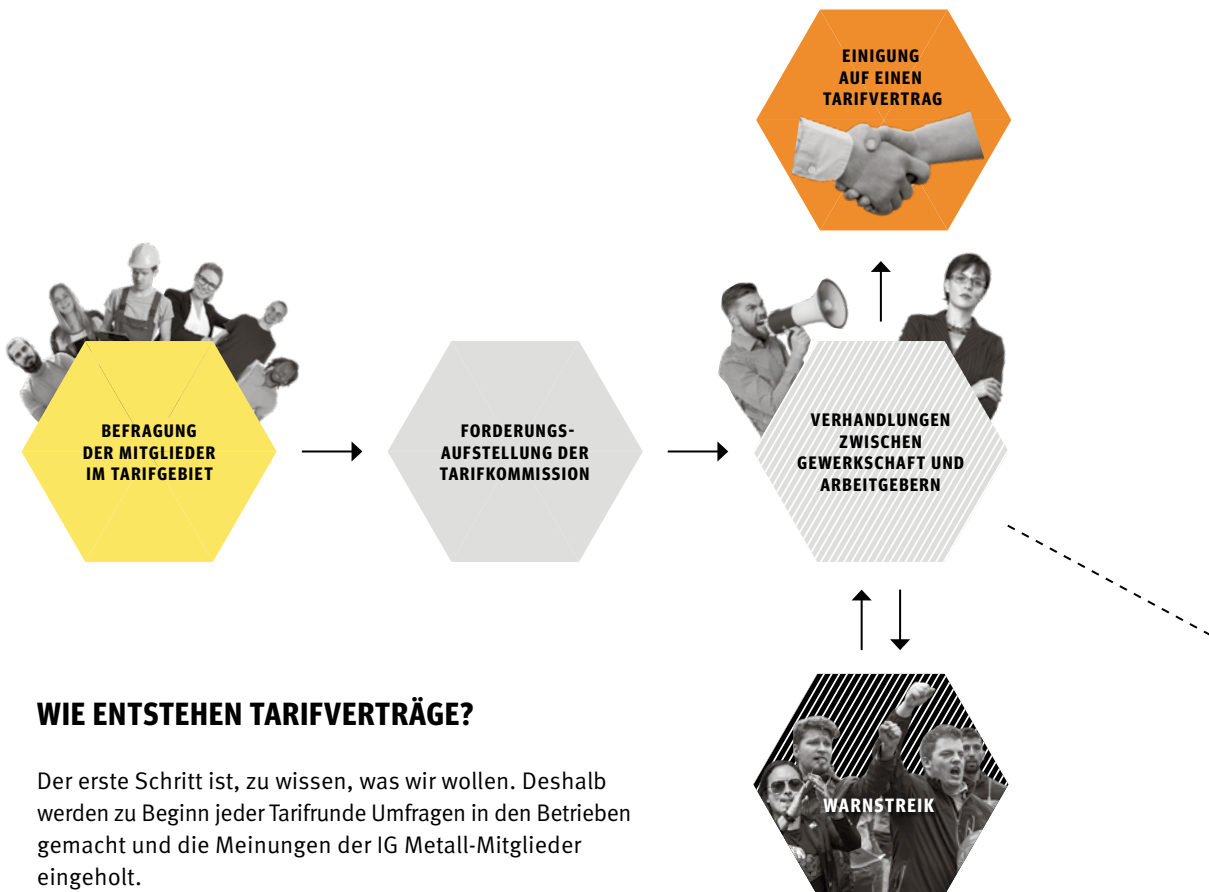 EINIGUNG
AUF EINEN
TARIFVERTRAG
BEFRAGUNG
DER MITGLIEDER
IM TARIFGEBIET
FORDERUNGS-
AUFSTELLUNG DER
TARIFKOMMISSION
VERHANDLUNGEN
ZWISCHEN
GEWERKSCHAFT UND
ARBEITGEBERN
WARNSTREIK
WIE ENTSTEHEN TARIFVERTRÄGE?
Der erste Schritt ist, zu wissen, was wir wollen. Deshalb
werden zu Beginn jeder Tarifrunde Umfragen in den Betrieben
gemacht und die Meinungen der IG Metall-Mitglieder
eingeholt.